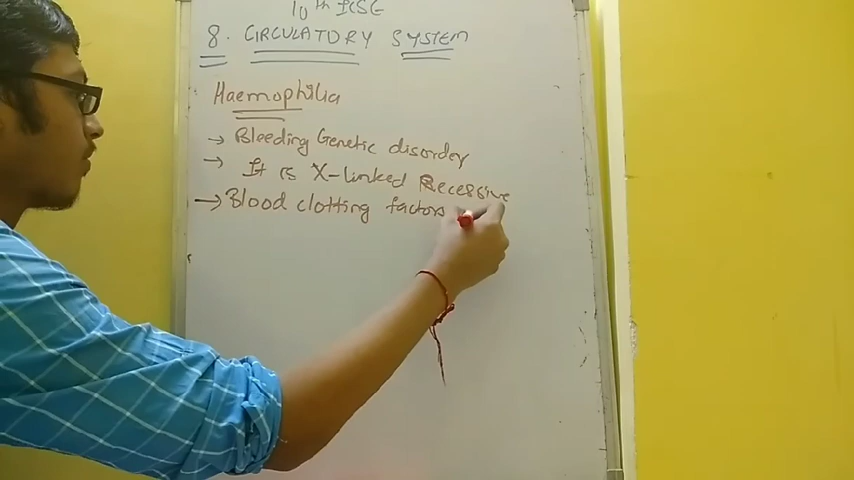 10th ICSE
8. CIRCULATORY SYSTEM
Haemophilia
→ Bleeding Genetic disorder
→ It is X-linked Recessive
→ Blood clotting factors